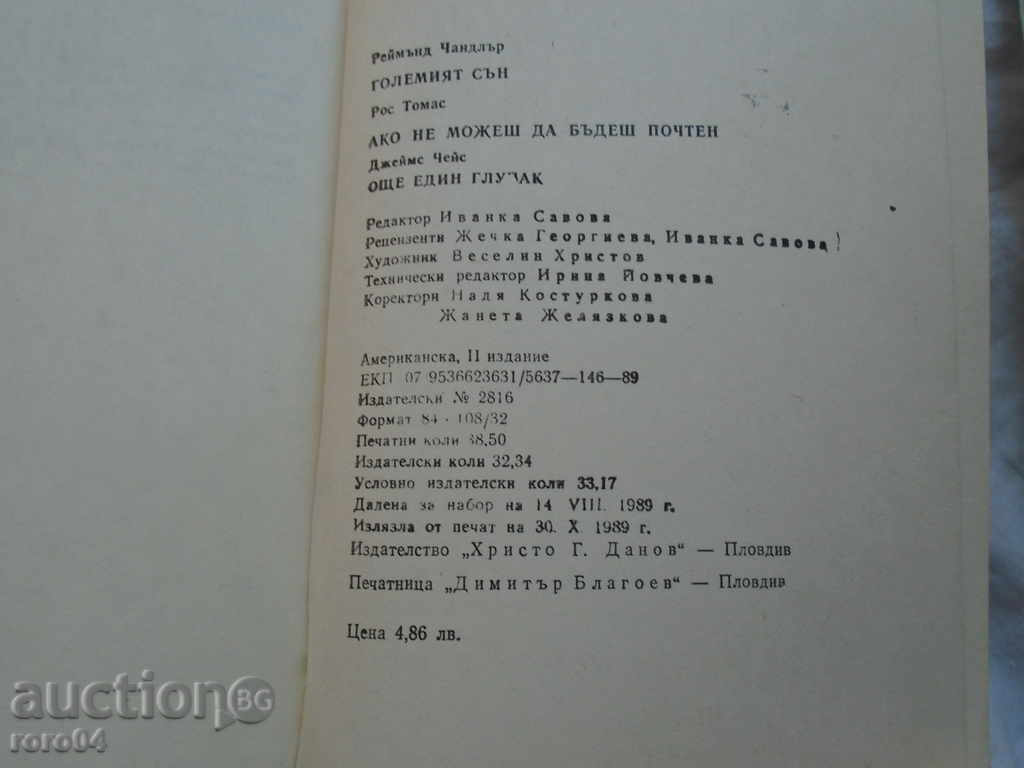 Реймънд Чандлър
ГОЛЕМИЯТ СЪН
Рос Томас
АКО НЕ МОЖЕШ ДА БЪДЕШ ПОЧТЕН
Джеймс Чейс
ОЩЕ ЕДИН ГЛУПАК
Редактор Иванка Савова
Рецензенти Жечка Георгиева, Иванка Савова
Художник Веселин Христов
Технически редактор Ирина Йовчева
Коректори Надя Костуркова
Жанета Желязкова
Американска, II издание
ЕКП 07 9536623631/5637—146—89
Издателски № 2816
Формат 84 · 108/32
Печатни коли 38,50
Издателски коли 32,34
Условно издателски коли 33,17
Дадена за набор на 14 VIII. 1989 г.
Излязла от печат на 30. X. 1989 г.
Издателство „Христо Г. Данов“ — Пловдив
Печатница „Димитър Благоев“ — Пловдив
Цена 4,86 лв.
auction BG
roro04